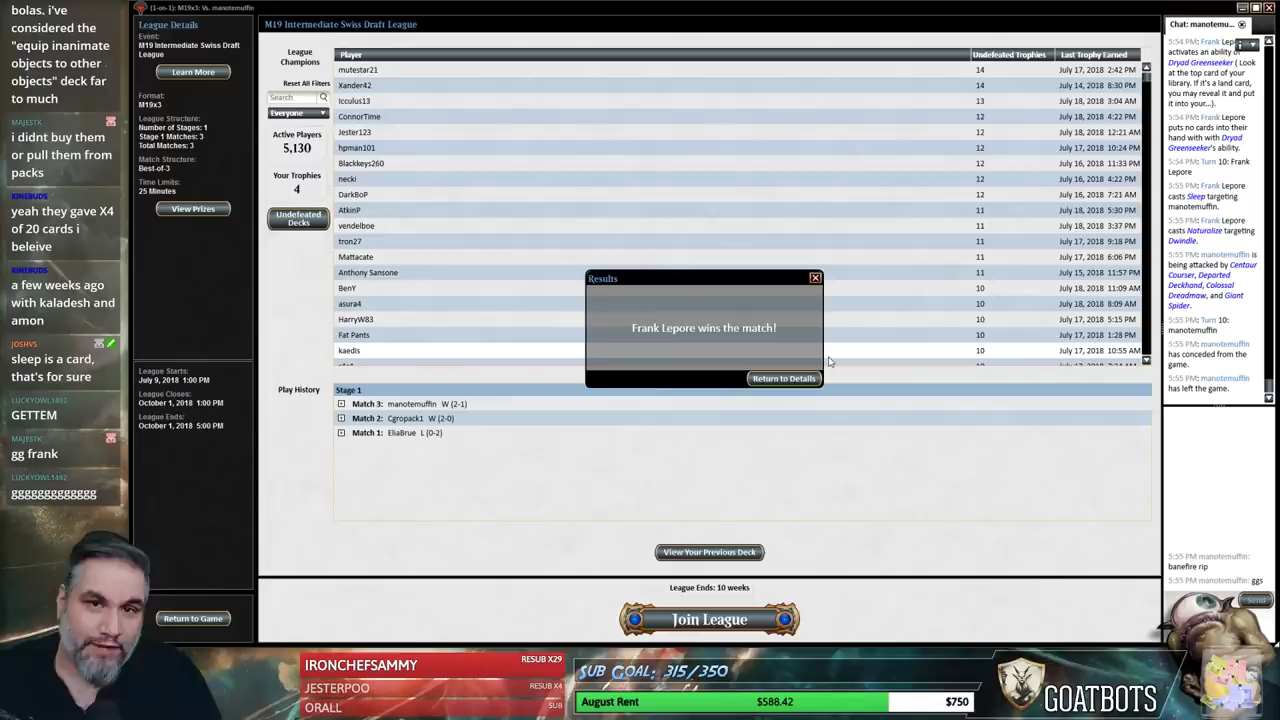 bolas. i've
considered the
"equip inanimate
objects to other
objects" deck far
to much
MAJESTK
i didnt buy them
or pull them from
packs
KINEBUDS
yeah they gave X4
of 20 cards i
beleive
KINEBUDS
a few weeks ago
with kaladesh and
amon
JOSHVS
sleep is a card,
that's for sure
LUCKYOWL1492
GETTEM
MAJESTK
gg frank
LUCKYOWL1492
ggggggggggggg
(1-on-1): M19x3: Vs. manotemuffin
League Details
Event:
M19 Intermediate Swiss Draft
League
Learn More
Format:
M19x3
League Structure:
Number of Stages: 1
Stage 1 Matches: 3
Total Matches: 3
Match Structure:
Best-of-3
Time Limits:
25 Minutes
View Prizes
League Starts:
July 9, 2018 1:00 PM
League Closes:
October 1, 2018 1:00 PM
League Ends:
October 1, 2018 5:00 PM
Return to Game
M19 Intermediate Swiss Draft League
League
Champions
Reset All Filters
Search
Everyone
Active Players
5,130
Your Trophies
4
Undefeated
Decks
Player Undefeated Trophies Last Trophy Earned
mutestar21 14 July 17, 2018 2:42 PM
Xander42 14 July 14, 2018 8:30 PM
Icculus13 13 July 18, 2018 3:04 AM
ConnorTime 12 July 18, 2018 4:22 PM
Jester123 12 July 18, 2018 12:21 AM
hpman101 12 July 17, 2018 10:24 PM
Blackkeys260 12 July 16, 2018 11:33 PM
necki 12 July 16, 2018 4:22 PM
DarkBoP 12 July 16, 2018 7:21 AM
AtkinP 11 July 18, 2018 5:30 PM
vendelboe 11 July 18, 2018 3:37 PM
tron27 11 July 17, 2018 9:18 PM
Mattacate 11 July 17, 2018 6:06 PM
Anthony Sansone 11 July 15, 2018 11:57 PM
BenY 10 July 18, 2018 11:09 AM
asura4 10 July 18, 2018 8:09 AM
HarryW83 10 July 17, 2018 5:15 PM
Fat Pants 10 July 17, 2018 1:28 PM
kaedis 10 July 17, 2018 10:55 AM
Results
Frank Lepore wins the match!
Return to Details
Play History
Stage 1
Match 3: manotemuffin W (2-1)
Match 2: Cgropack1 W (2-0)
Match 1: EliaBrue L (0-2)
View Your Previous Deck
League Ends: 10 weeks
Join League
Chat: manotemu...
5:54 PM: Frank Lepore
activates an ability of
Dryad Greenseeker ( Look
at the top card of your
library. If it's a land card,
you may reveal it and put
it into your...).
5:54 PM: Frank Lepore
puts no cards into their
hand with with Dryad
Greenseeker's ability.
5:54 PM: Turn 10: Frank
Lepore
5:55 PM: Frank Lepore
casts Sleep targeting
manotemuffin.
5:55 PM: Frank Lepore
casts Naturalize targeting
Dwindle.
5:55 PM: manotemuffin
is being attacked by Centaur
Courser, Departed
Deckhand, Colossal
Dreadmaw, and Giant
Spider.
5:55 PM: Turn 10:
manotemuffin
5:55 PM: manotemuffin
has conceded from the
game.
5:55 PM: manotemuffin
has left the game.
5:55 PM manotemuffin:
banefire rip
5:55 PM manotemuffin: ggs
Send
IRONCHEFSAMMY RESUB X29
JESTERPOO RESUB X4
ORALL SUB
SUB GOAL: 315/350
August Rent $588.42 $750
GOATBOTS